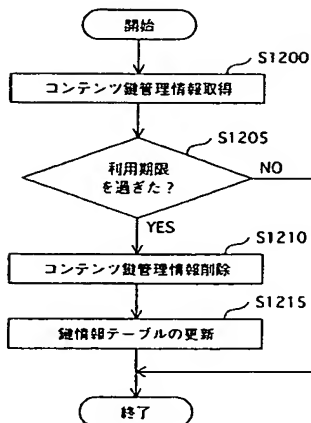 開始
S1200
コンテンツ鍵管理情報取得
S1205
利用期限
を過ぎた?
NO
YES
S1210
コンテンツ鍵管理情報削除
S1215
鍵情報テーブルの更新
終了